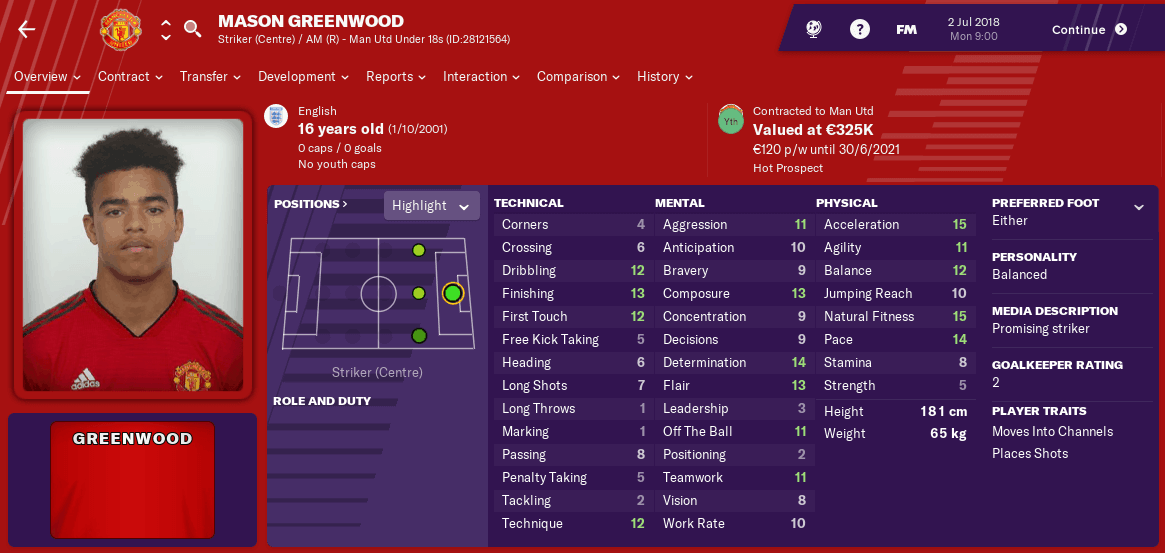 MASON GREENWOOD
Striker (Centre) / AM (R) - Man Utd Under 18s (ID:28121564)
?
FM
2 Jul 2018
Mon 9:00
Continue
Overview Contract Transfer Development Reports Interaction Comparison History
English
16 years old (1/10/2001)
0 caps / 0 goals
No youth caps
Yth
Contracted to Man Utd
Valued at €325K
€120 p/w until 30/6/2021
Hot Prospect
adidas
GREENWOOD
POSITIONS >
Highlight
Striker (Centre)
ROLE AND DUTY
TECHNICAL
Corners 4
Crossing 6
Dribbling 12
Finishing 13
First Touch 12
Free Kick Taking 5
Heading 6
Long Shots 7
Long Throws 1
Marking 1
Passing 8
Penalty Taking 5
Tackling 2
Technique 12
MENTAL
Aggression 11
Anticipation 10
Bravery 9
Composure 13
Concentration 9
Decisions 9
Determination 14
Flair 13
Leadership 3
Off The Ball 11
Positioning 2
Teamwork 11
Vision 8
Work Rate 10
PHYSICAL
Acceleration 15
Agility 11
Balance 12
Jumping Reach 10
Natural Fitness 15
Pace 14
Stamina 8
Strength 5
Height 181 cm
Weight 65 kg
PREFERRED FOOT
Either
PERSONALITY
Balanced
MEDIA DESCRIPTION
Promising striker
GOALKEEPER RATING
2
PLAYER TRAITS
Moves Into Channels
Places Shots